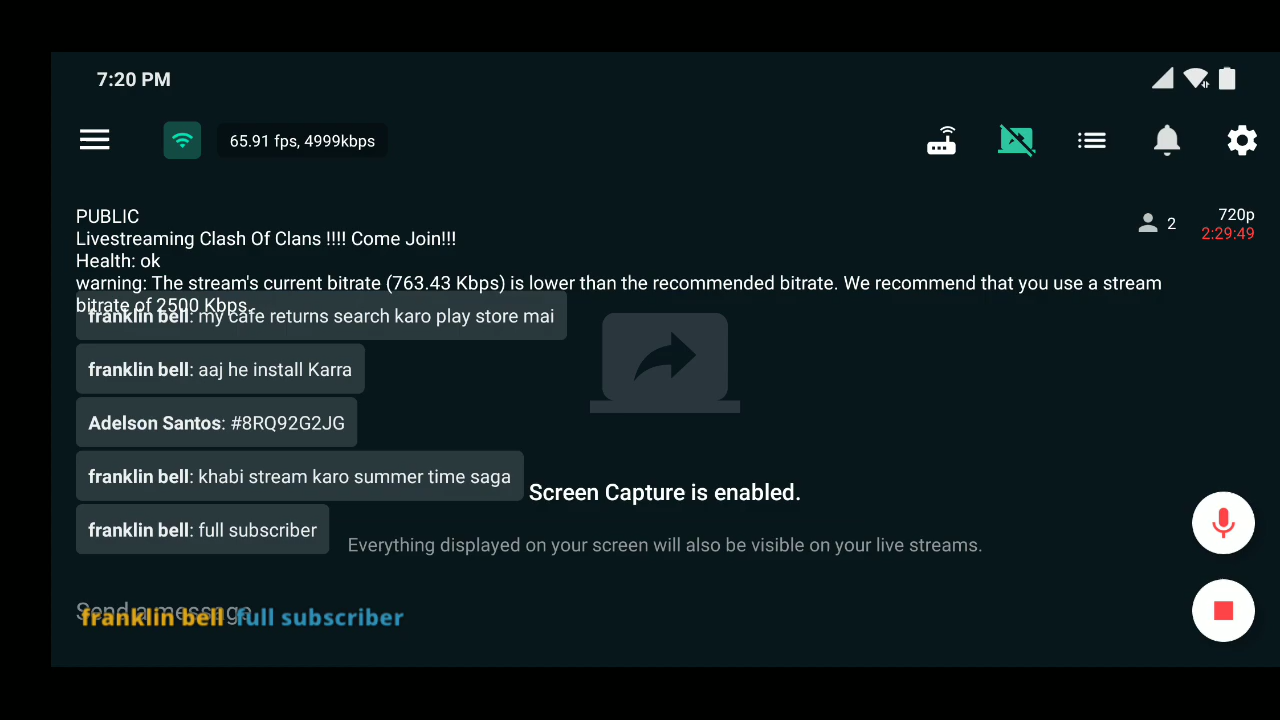 7:20 PM
65.91 fps, 4999kbps
PUBLIC
2
720p
Livestreaming Clash Of Clans !!!! Come Join!!!
2:29:49
Health: ok
warning: The stream's current bitrate (763.43 Kbps) is lower than the recommended bitrate. We recommend that you use a stream
bitrate of 2500 Kbps.
franklin bell: my cafe returns search karo play store mai
franklin bell: aaj he install Karra
Adelson Santos: #8RQ92G2JG
franklin bell: khabi stream karo summer time saga
Screen Capture is enabled.
franklin bell: full subscriber
Everything displayed on your screen will also be visible on your live streams.
Send a message
franklin bell full subscriber